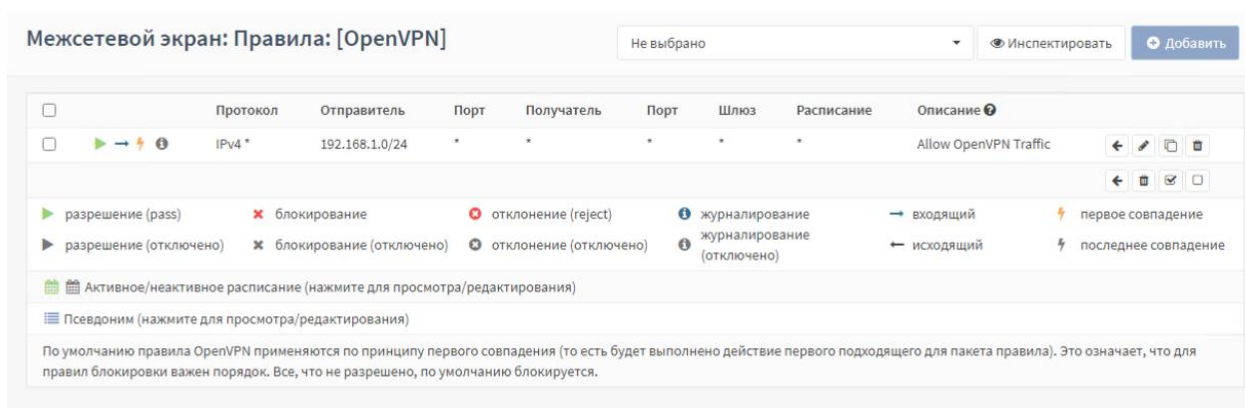 Межсетевой экран: Правила: [OpenVPN]
Не выбрано
Инспектировать
Добавить
Протокол Отправитель Порт Получатель Порт Шлюз Расписание Описание
IPv4 * 192.168.1.0/24 * * * * * Allow OpenVPN Traffic
разрешение (pass) блокирование отклонение (reject) журналирование входящий первое совпадение
разрешение (отключено) блокирование (отключено) отклонение (отключено) журналирование (отключено) исходящий последнее совпадение
Активное/неактивное расписание (нажмите для просмотра/редактирования)
Псевдоним (нажмите для просмотра/редактирования)
По умолчанию правила OpenVPN применяются по принципу первого совпадения (то есть будет выполнено действие первого подходящего для пакета правила). Это означает, что для
правил блокировки важен порядок. Все, что не разрешено, по умолчанию блокируется.